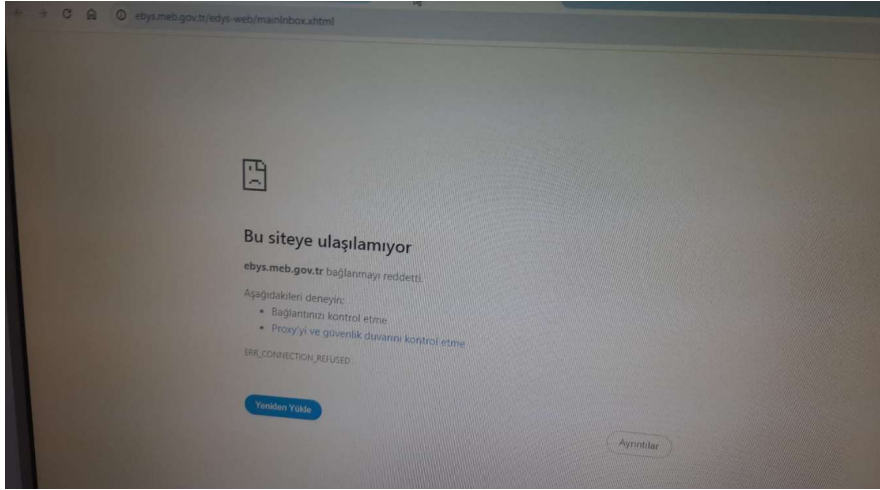 ebys.meb.gov.tr/edys-web/mainInbox.xhtml
Bu siteye ulaşılamıyor
ebys.meb.gov.tr bağlanmayı reddetti.
Aşağıdakileri deneyin:
• Bağlantınızı kontrol etme
• Proxy'yi ve güvenlik duvarını kontrol etme
ERR_CONNECTION_REFUSED
Yeniden Yükle
Ayrıntılar